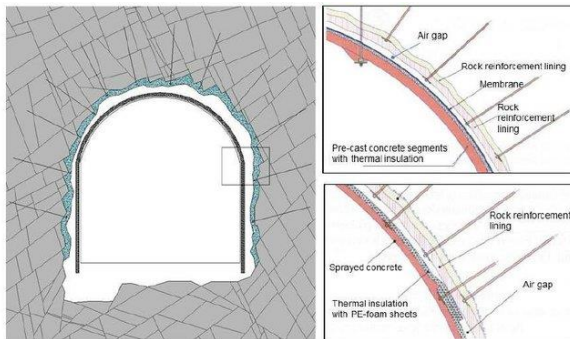 Air gap
Rock reinforcement lining
Membrane
Rock
reinforcement
lining
Pre-cast concrete segments
with thermal insulation
Rock reinforcement
lining
Sprayed concrete
Air gap
Thermal insulation
with PE-foam sheets